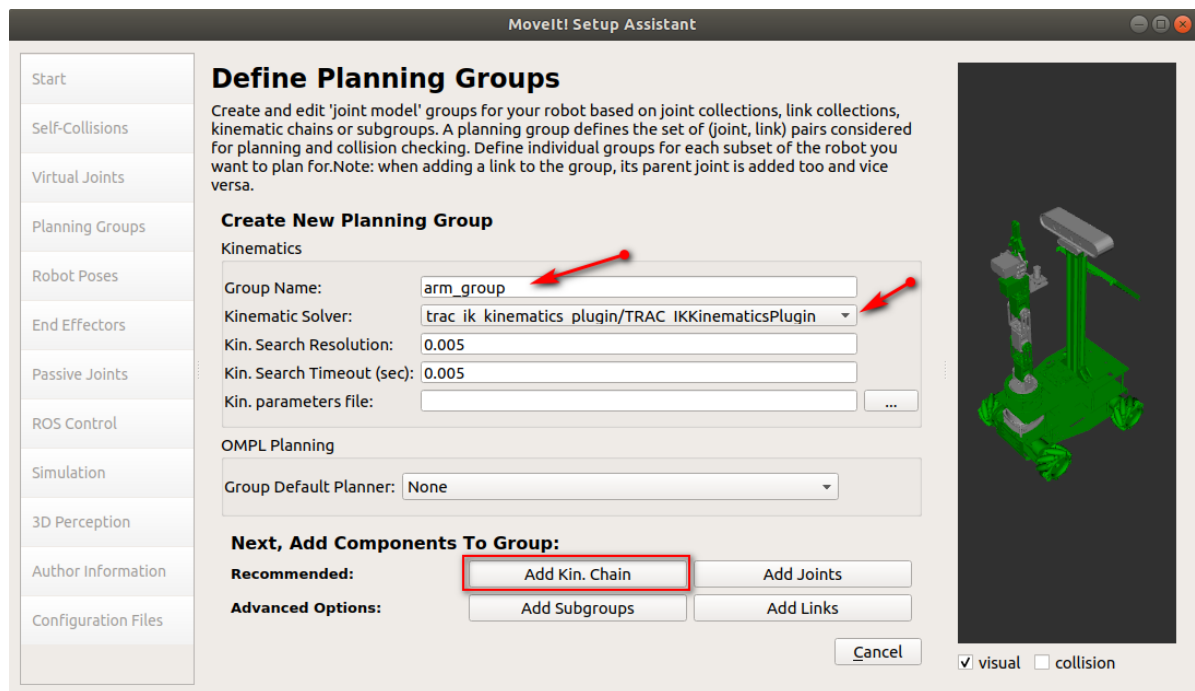 MoveIt! Setup Assistant
Start
Self-Collisions
Virtual Joints
Planning Groups
Robot Poses
End Effectors
Passive Joints
ROS Control
Simulation
3D Perception
Author Information
Configuration Files
Define Planning Groups
Create and edit 'joint model' groups for your robot based on joint collections, link collections,
kinematic chains or subgroups. A planning group defines the set of (joint, link) pairs considered
for planning and collision checking. Define individual groups for each subset of the robot you
want to plan for.Note: when adding a link to the group, its parent joint is added too and vice
versa.
Create New Planning Group
Kinematics
Group Name: arm_group
Kinematic Solver: trac_ik_kinematics_plugin/TRAC_IKKinematicsPlugin
Kin. Search Resolution: 0.005
Kin. Search Timeout (sec): 0.005
Kin. parameters file: ...
OMPL Planning
Group Default Planner: None
Next, Add Components To Group:
Recommended: Add Kin. Chain Add Joints
Advanced Options: Add Subgroups Add Links
Cancel
visual collision